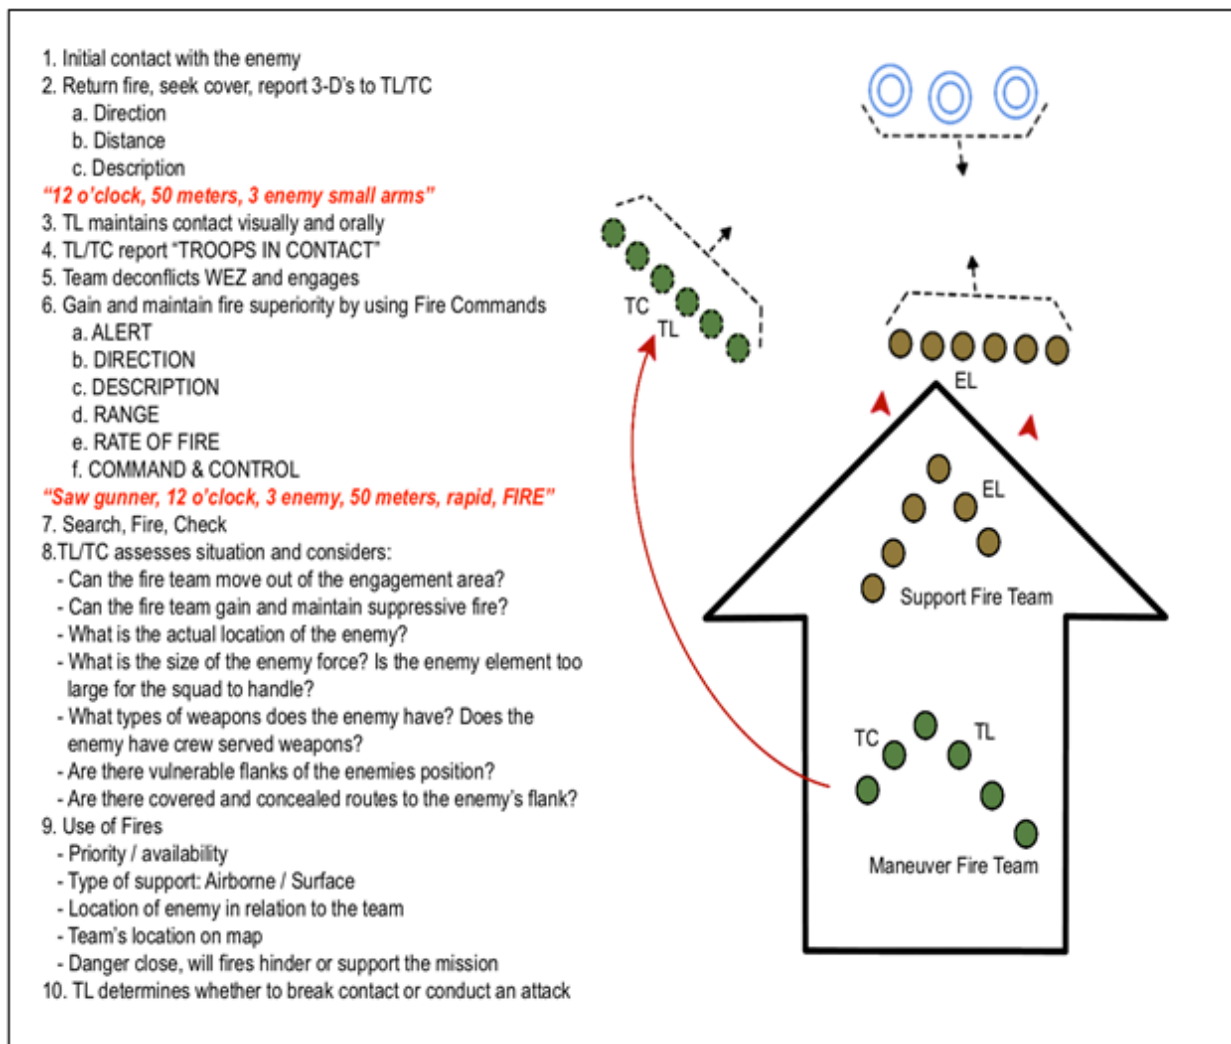 1. Initial contact with the enemy
2. Return fire, seek cover, report 3-D's to TL/TC
a. Direction
b. Distance
c. Description
“12 o’clock, 50 meters, 3 enemy small arms”
3. TL maintains contact visually and orally
4. TL/TC report “TROOPS IN CONTACT”
5. Team deconflicts WEZ and engages
6. Gain and maintain fire superiority by using Fire Commands
a. ALERT
b. DIRECTION
c. DESCRIPTION
d. RANGE
e. RATE OF FIRE
f. COMMAND & CONTROL
“Saw gunner, 12 o’clock, 3 enemy, 50 meters, rapid, FIRE”
7. Search, Fire, Check
8.TL/TC assesses situation and considers:
- Can the fire team move out of the engagement area?
- Can the fire team gain and maintain suppressive fire?
- What is the actual location of the enemy?
- What is the size of the enemy force? Is the enemy element too
large for the squad to handle?
- What types of weapons does the enemy have? Does the
enemy have crew served weapons?
- Are there vulnerable flanks of the enemies position?
- Are there covered and concealed routes to the enemy’s flank?
9. Use of Fires
- Priority / availability
- Type of support: Airborne / Surface
- Location of enemy in relation to the team
- Team’s location on map
- Danger close, will fires hinder or support the mission
10. TL determines whether to break contact or conduct an attack
TC
TL
EL
EL
Support Fire Team
TC
TL
Maneuver Fire Team